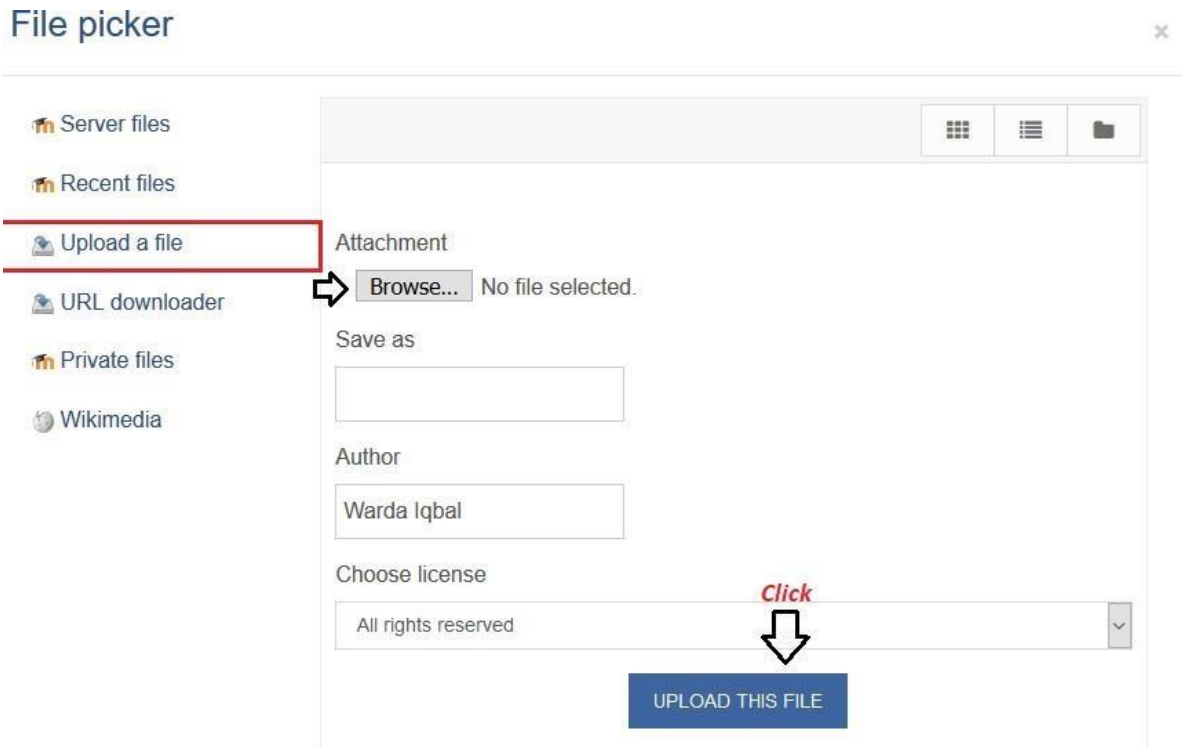 File picker
×
Server files
Recent files
Upload a file
URL downloader
Private files
Wikimedia
Attachment
Browse... No file selected.
Save as
Author
Warda Iqbal
Choose license
Click
All rights reserved
UPLOAD THIS FILE